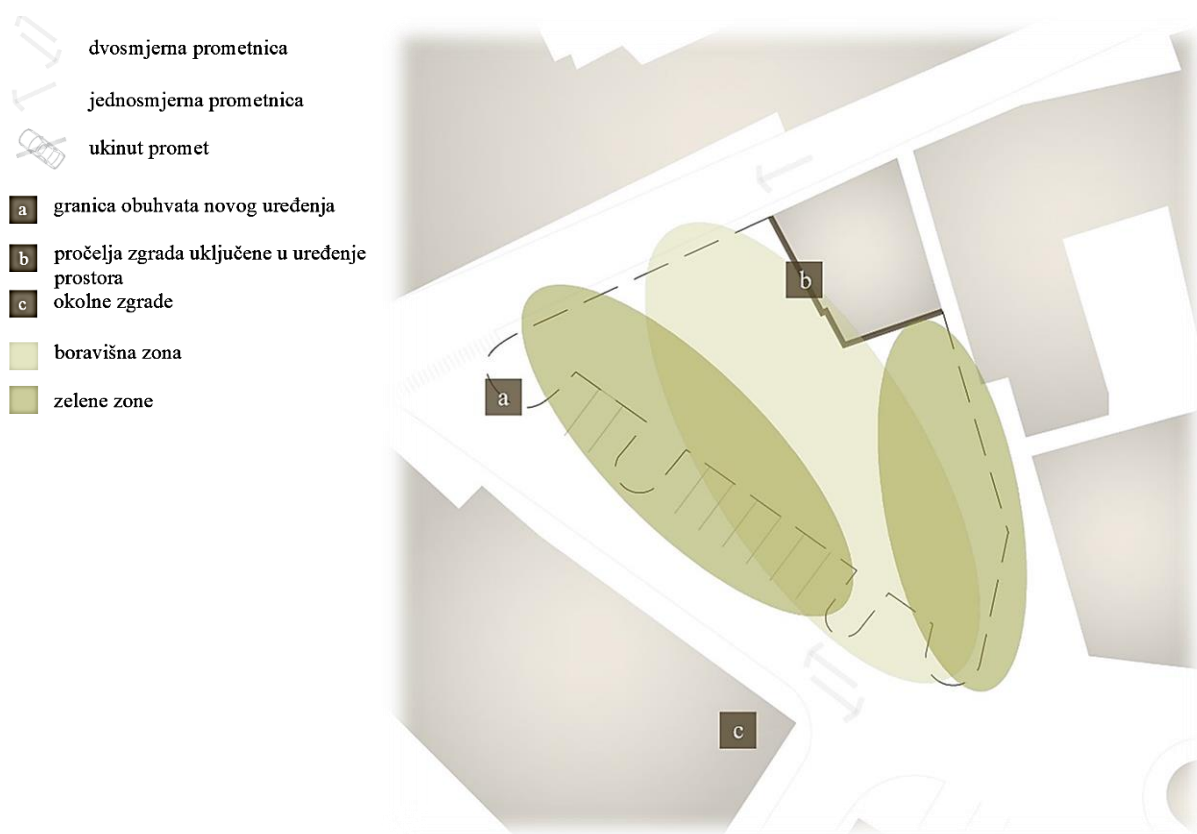 dvosmjerna prometnica
jednosmjerna prometnica
ukinut promet
a granica obuhvata novog uređenja
b pročelja zgrada uključene u uređenje
prostora
c okolne zgrade
boravišna zona
zelene zone
b
a
c